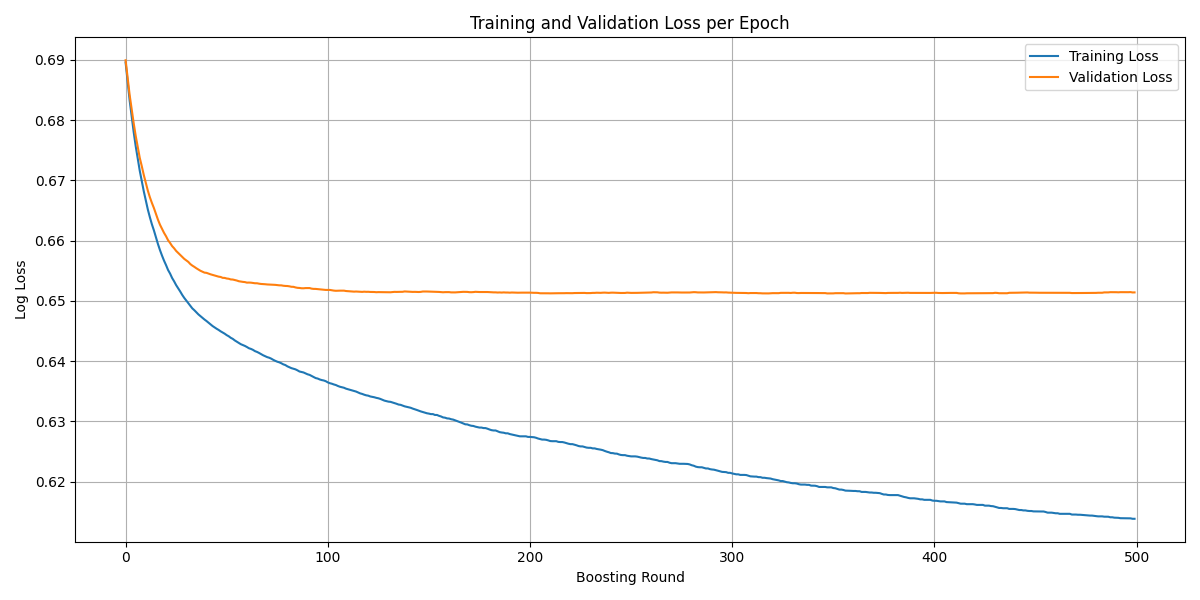 Training and Validation Loss per Epoch
Training Loss
Validation Loss
Log Loss
0.69
0.68
0.67
0.66
0.65
0.64
0.63
0.62
0 100 200 300 400 500
Boosting Round